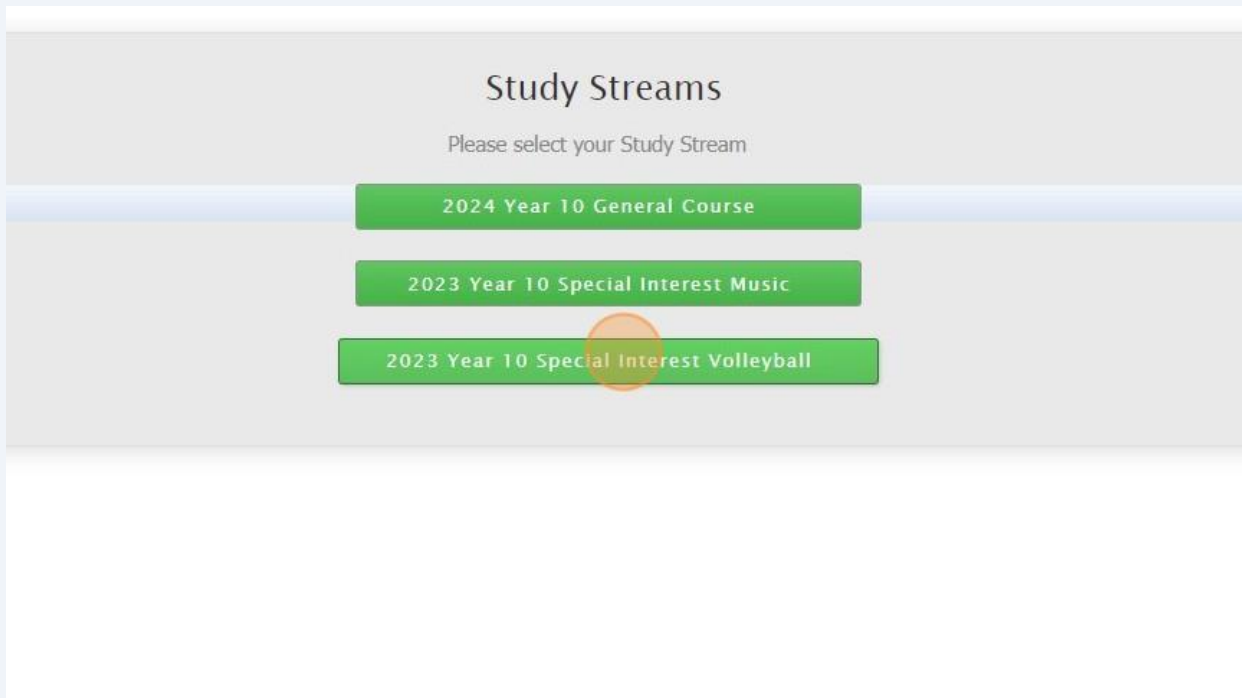 Study Streams
Please select your Study Stream
2024 Year 10 General Course
2023 Year 10 Special Interest Music
2023 Year 10 Special Interest Volleyball